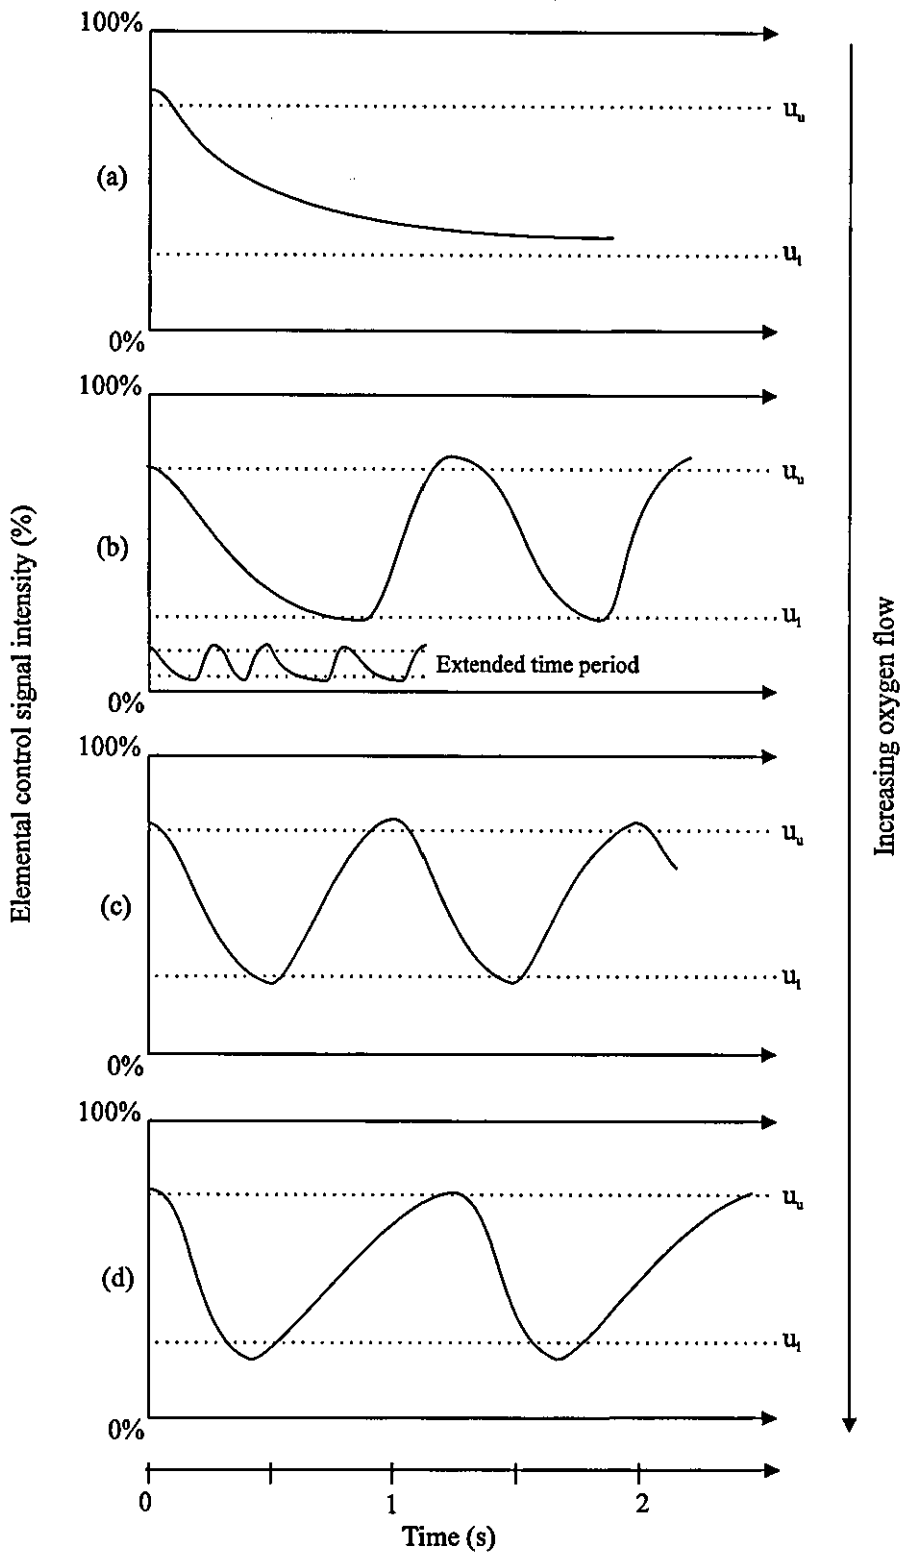 100%
u_u
(a)
u_l
0%
100%
u_u
(b)
u_l
Extended time period
0%
100%
u_u
(c)
u_l
0%
100%
u_u
(d)
u_l
0%
0 1 2
Time (s)
Elemental control signal intensity (%)
Increasing oxygen flow